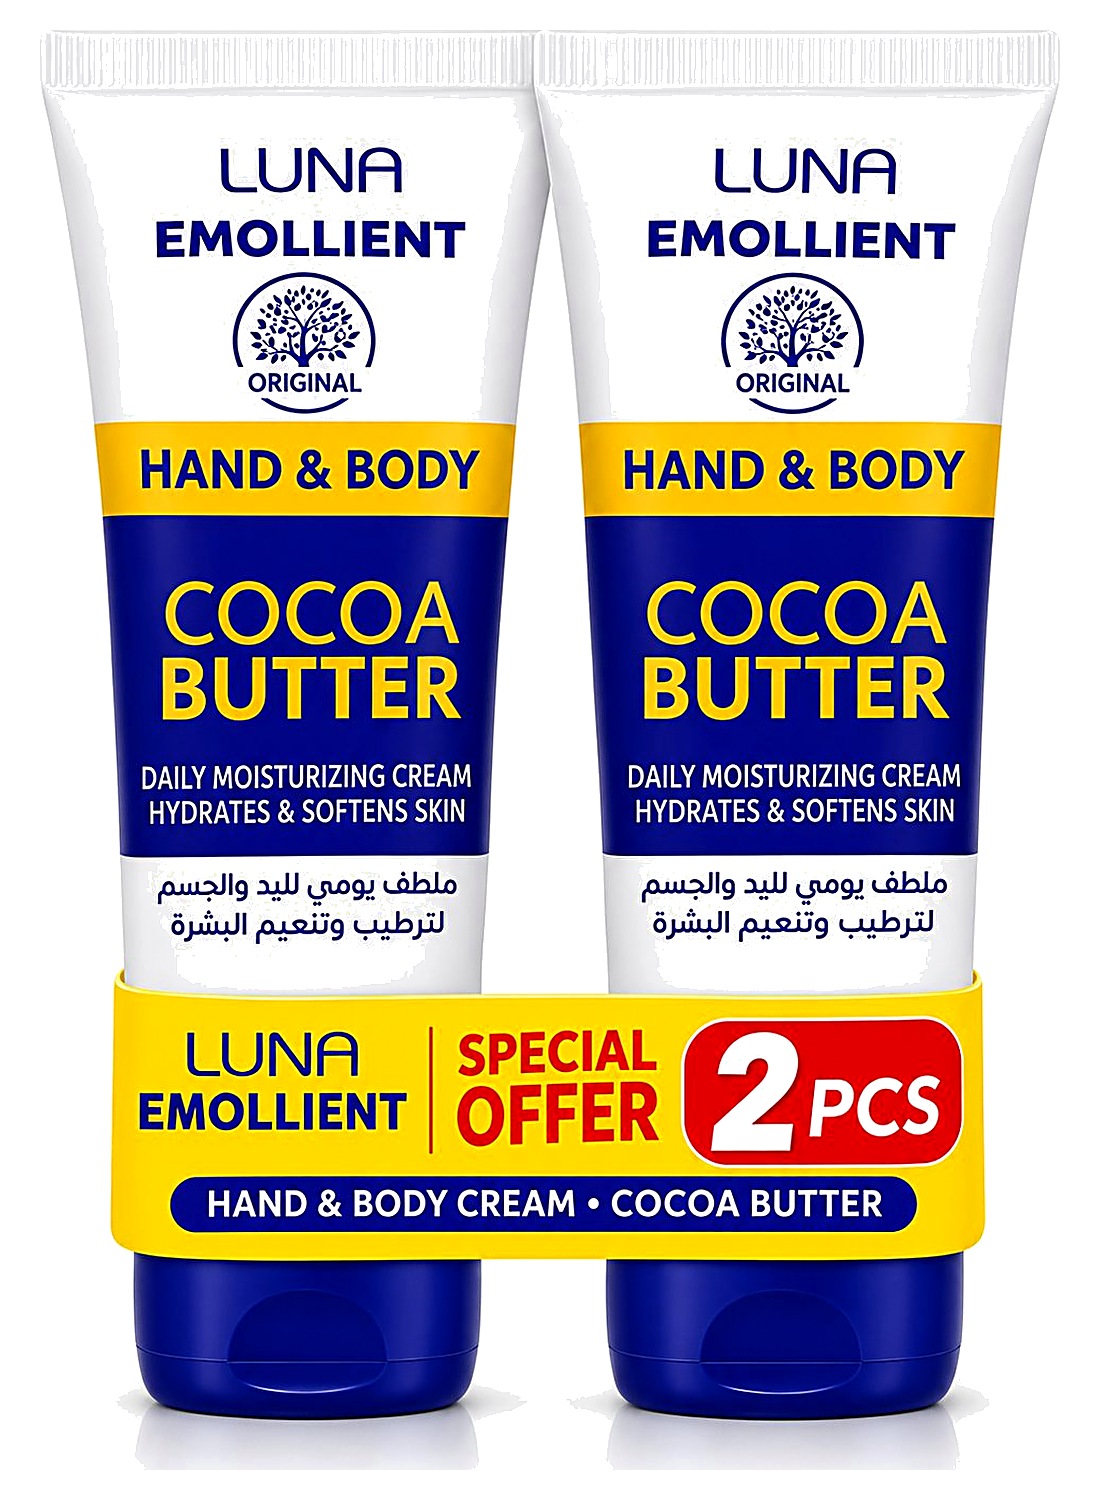 LUNA
EMOLLIENT
ORIGINAL
HAND & BODY
COCOA
BUTTER
DAILY MOISTURIZING CREAM
HYDRATES & SOFTENS SKIN
ملطف يومي لليد والجسم
لترطيب وتنعيم البشرة
LUNA
EMOLLIENT
ORIGINAL
HAND & BODY
COCOA
BUTTER
DAILY MOISTURIZING CREAM
HYDRATES & SOFTENS SKIN
ملطف يومي لليد والجسم
لترطيب وتنعيم البشرة
LUNA
EMOLLIENT
SPECIAL
OFFER
2 PCS
HAND & BODY CREAM • COCOA BUTTER